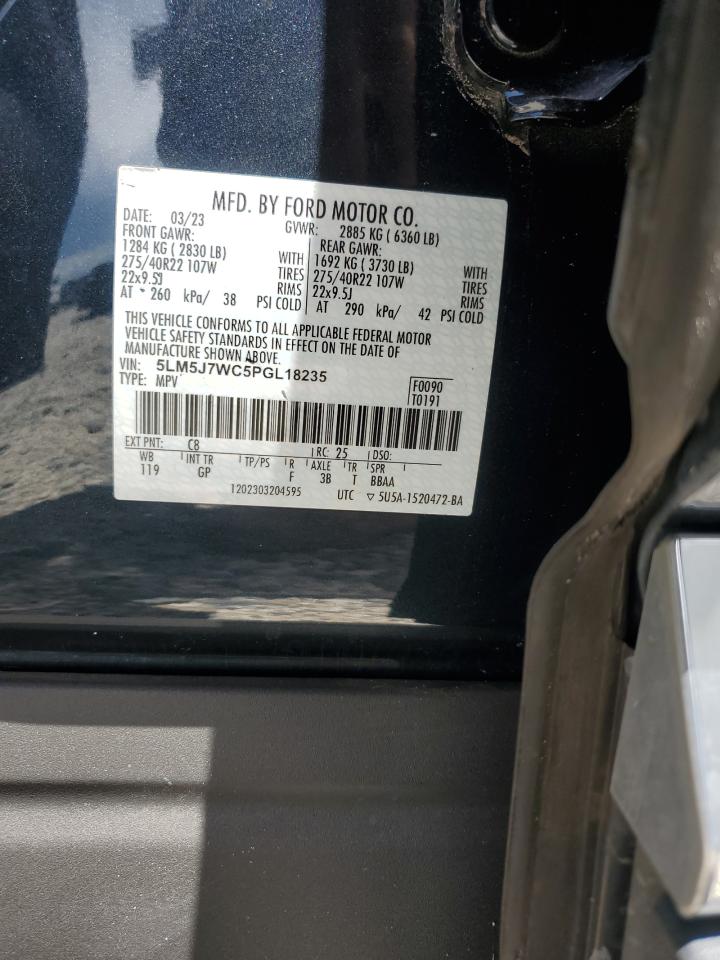 MFD. BY FORD MOTOR CO.
DATE: 03/23 GVWR: 2885 KG ( 6360 LB)
FRONT GAWR: REAR GAWR:
1284 KG ( 2830 LB) WITH 1692 KG ( 3730 LB) WITH
275/40R22 107W TIRES 275/40R22 107W TIRES
22x9.5J RIMS 22x9.5J RIMS
AT 260 kPa/ 38 PSI COLD AT 290 kPa/ 42 PSI COLD
THIS VEHICLE CONFORMS TO ALL APPLICABLE FEDERAL MOTOR
VEHICLE SAFETY STANDARDS IN EFFECT ON THE DATE OF
MANUFACTURE SHOWN ABOVE.
VIN: 5LM5J7WC5PGL18235
TYPE: MPV
F0090
T0191
EXT PNT: C8 RC: 25 DSO:
WB INT TR TP/PS R AXLE TR SPR
119 GP F 3B T BBAA
1202303204595 UTC ▽ 5U5A-1520472-BA